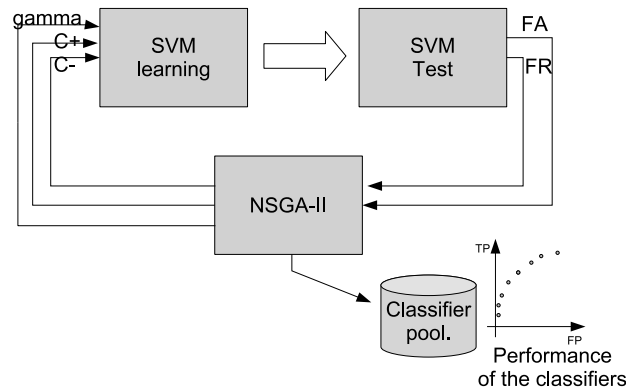 gamma
C+
C-
SVM
learning
SVM
Test
FA
FR
NSGA-II
Classifier
pool.
TP
FP
Performance
of the classifiers